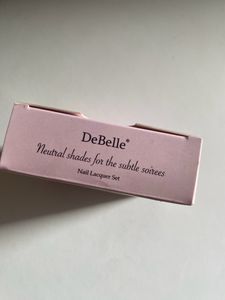 DeBelle®
Neutral shades for the subtle soirees
Nail Lacquer Set